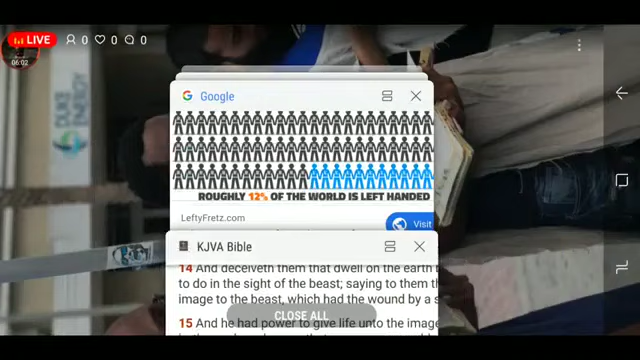 LIVE
0 0 0
06:02
DUKE
ENERGY
Google
ROUGHLY 12% OF THE WORLD IS LEFT HANDED
LeftyFretz.com
Visit
KJVA Bible
14 And deceiveth them that dwell on the earth
to do in the sight of the beast; saying to them
image to the beast, which had the wound by a
CLOSE ALL
15 And he had power to give life unto the image